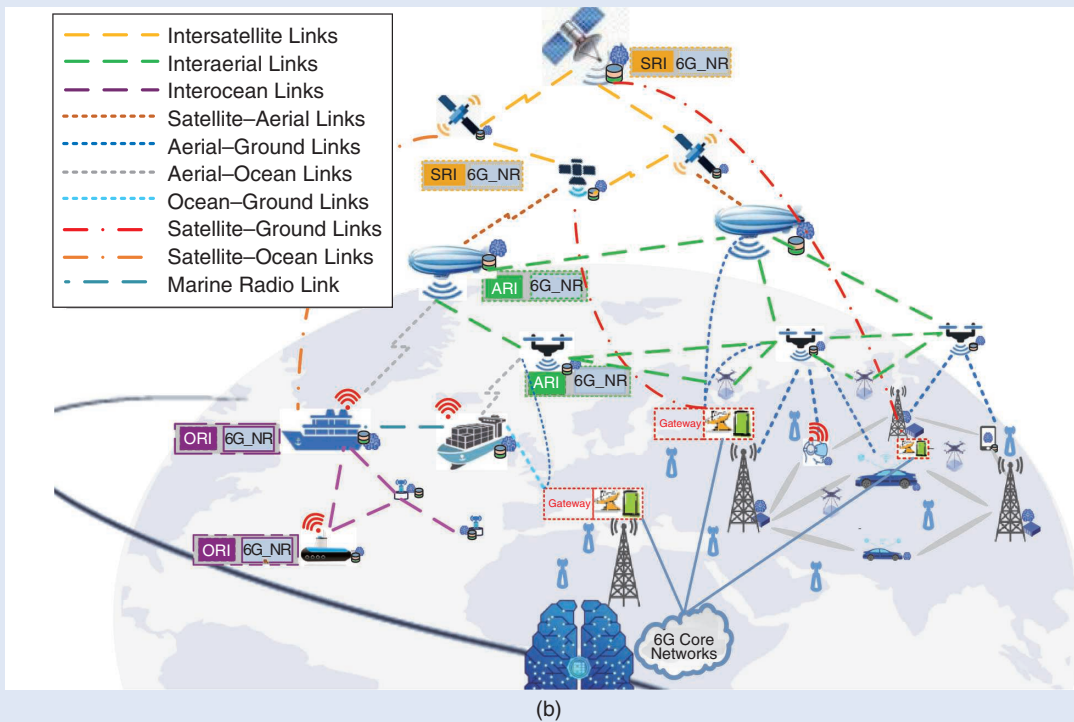 Intersatellite Links
Interaerial Links
Interocean Links
Satellite–Aerial Links
Aerial–Ground Links
Aerial–Ocean Links
Ocean–Ground Links
Satellite–Ground Links
Satellite–Ocean Links
Marine Radio Link
SRI 6G_NR
SRI 6G_NR
ARI 6G_NR
ARI 6G_NR
Gateway
ORI 6G_NR
Gateway
ORI 6G_NR
6G Core
Networks
(b)